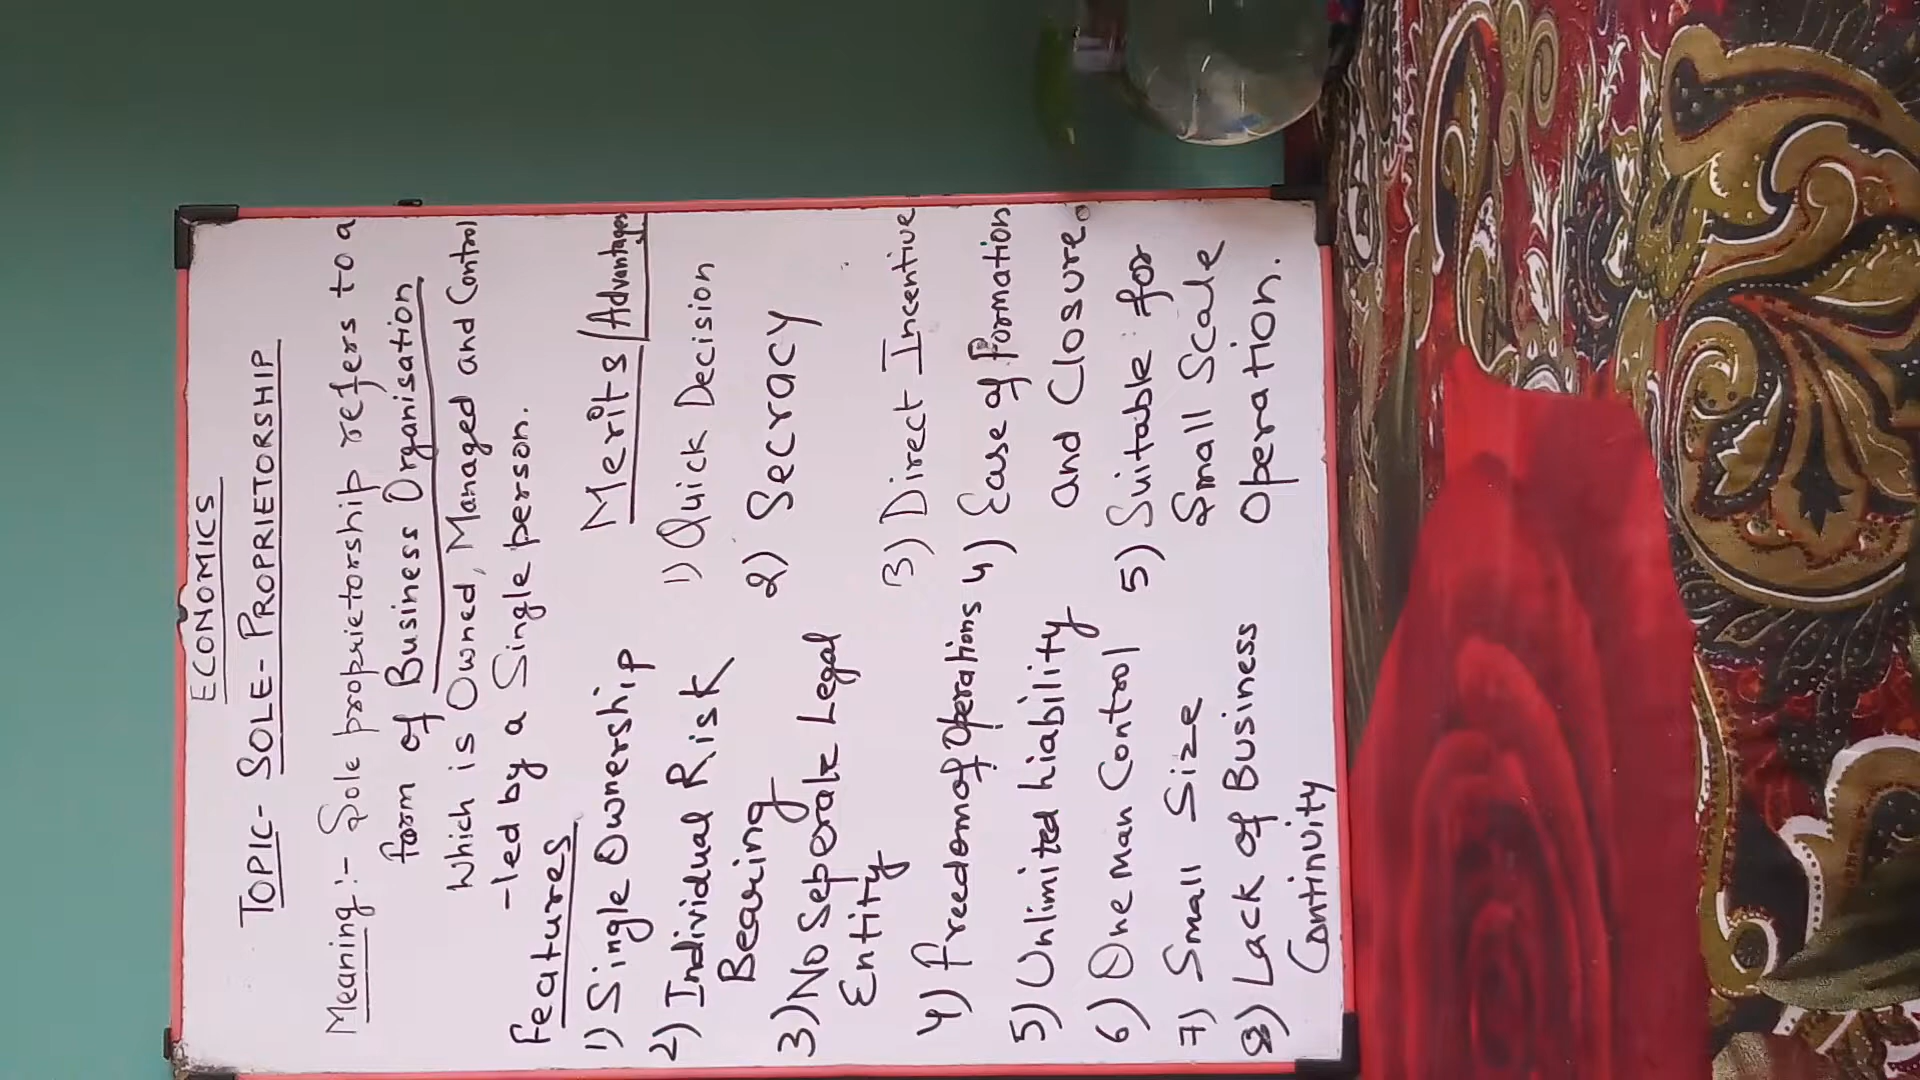 ECONOMICS
TOPIC- SOLE-PROPRIETORSHIP
Meaning:- Sole proprietorship refers to a
form of Business Organisation
Which is Owned, Managed and Control
-led by a Single person.
Features
1) Single Ownership
2) Individual Risk
Bearing
3) No Seperate Legal
Entity
4) Freedom of Operations
5) Unlimited Liability
6) One man Control
7) Small Size
8) Lack of Business
Continuity
Merits/Advantages
1) Quick Decision
2) Secracy
3) Direct Incentive
4) Ease of Formation
and Closure.
5) Suitable for
Small Scale
Operation.